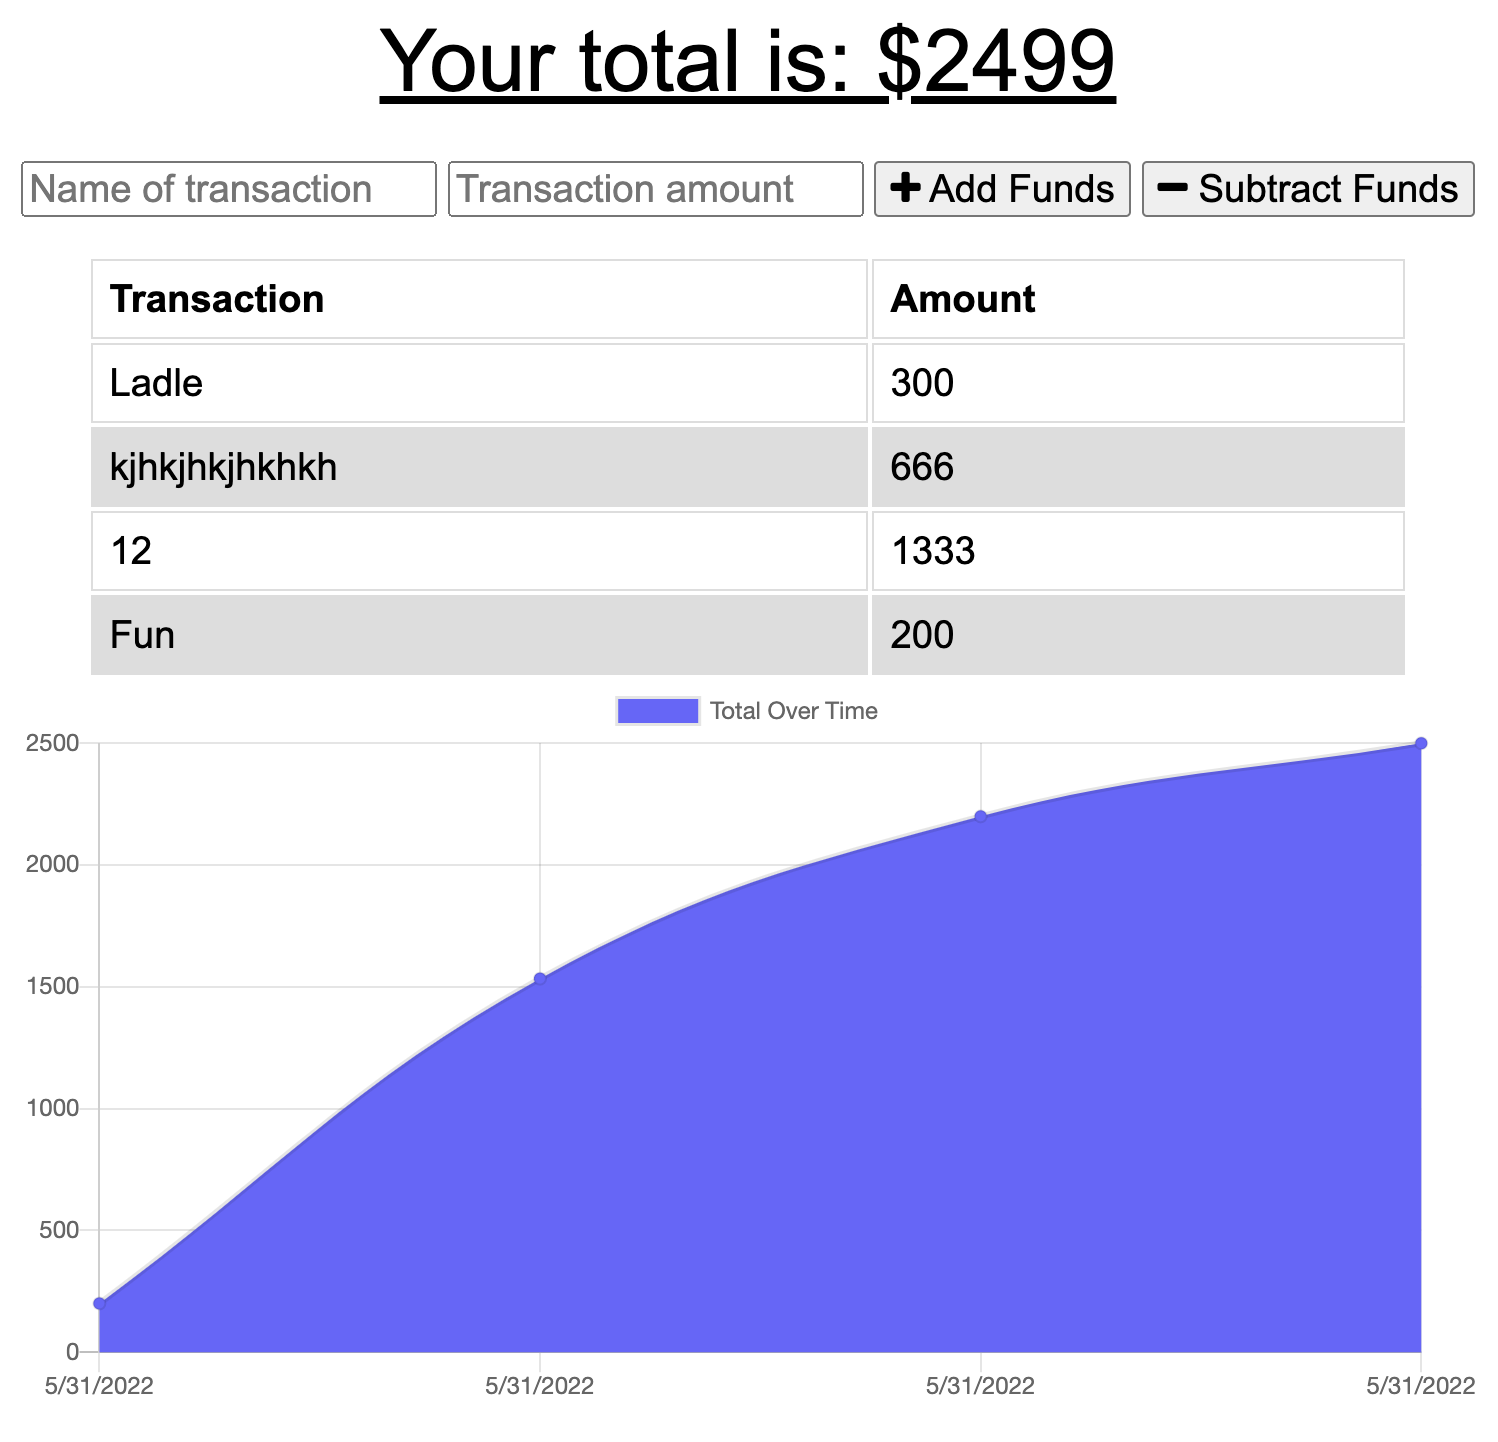 Your total is: $2499
Name of transaction Transaction amount Add Funds Subtract Funds
Transaction Amount
Ladle 300
kjhkjhkjhkhkh 666
12 1333
Fun 200
Total Over Time
2500
2000
1500
1000
500
0
5/31/2022 5/31/2022 5/31/2022 5/31/2022